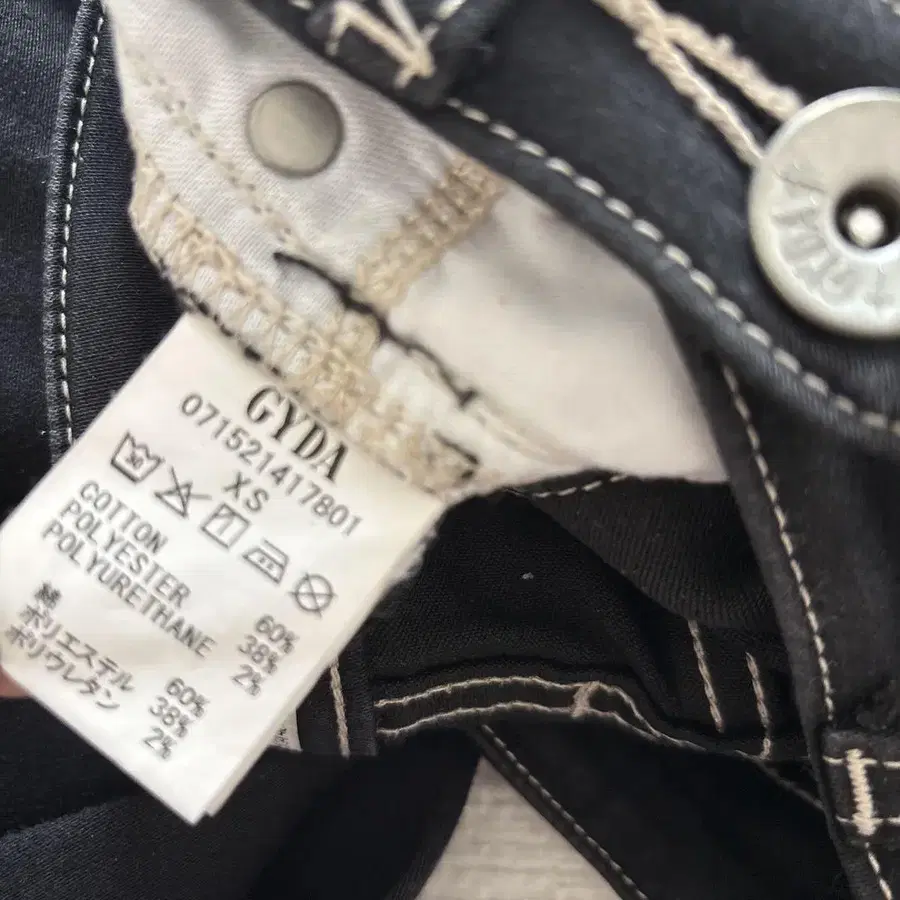 GYDA
071521417801
XS
COTTON 60%
POLYESTER 38%
POLYURETHANE 2%
綿 60%
ポリエステル 38%
ポリウレタン 2%